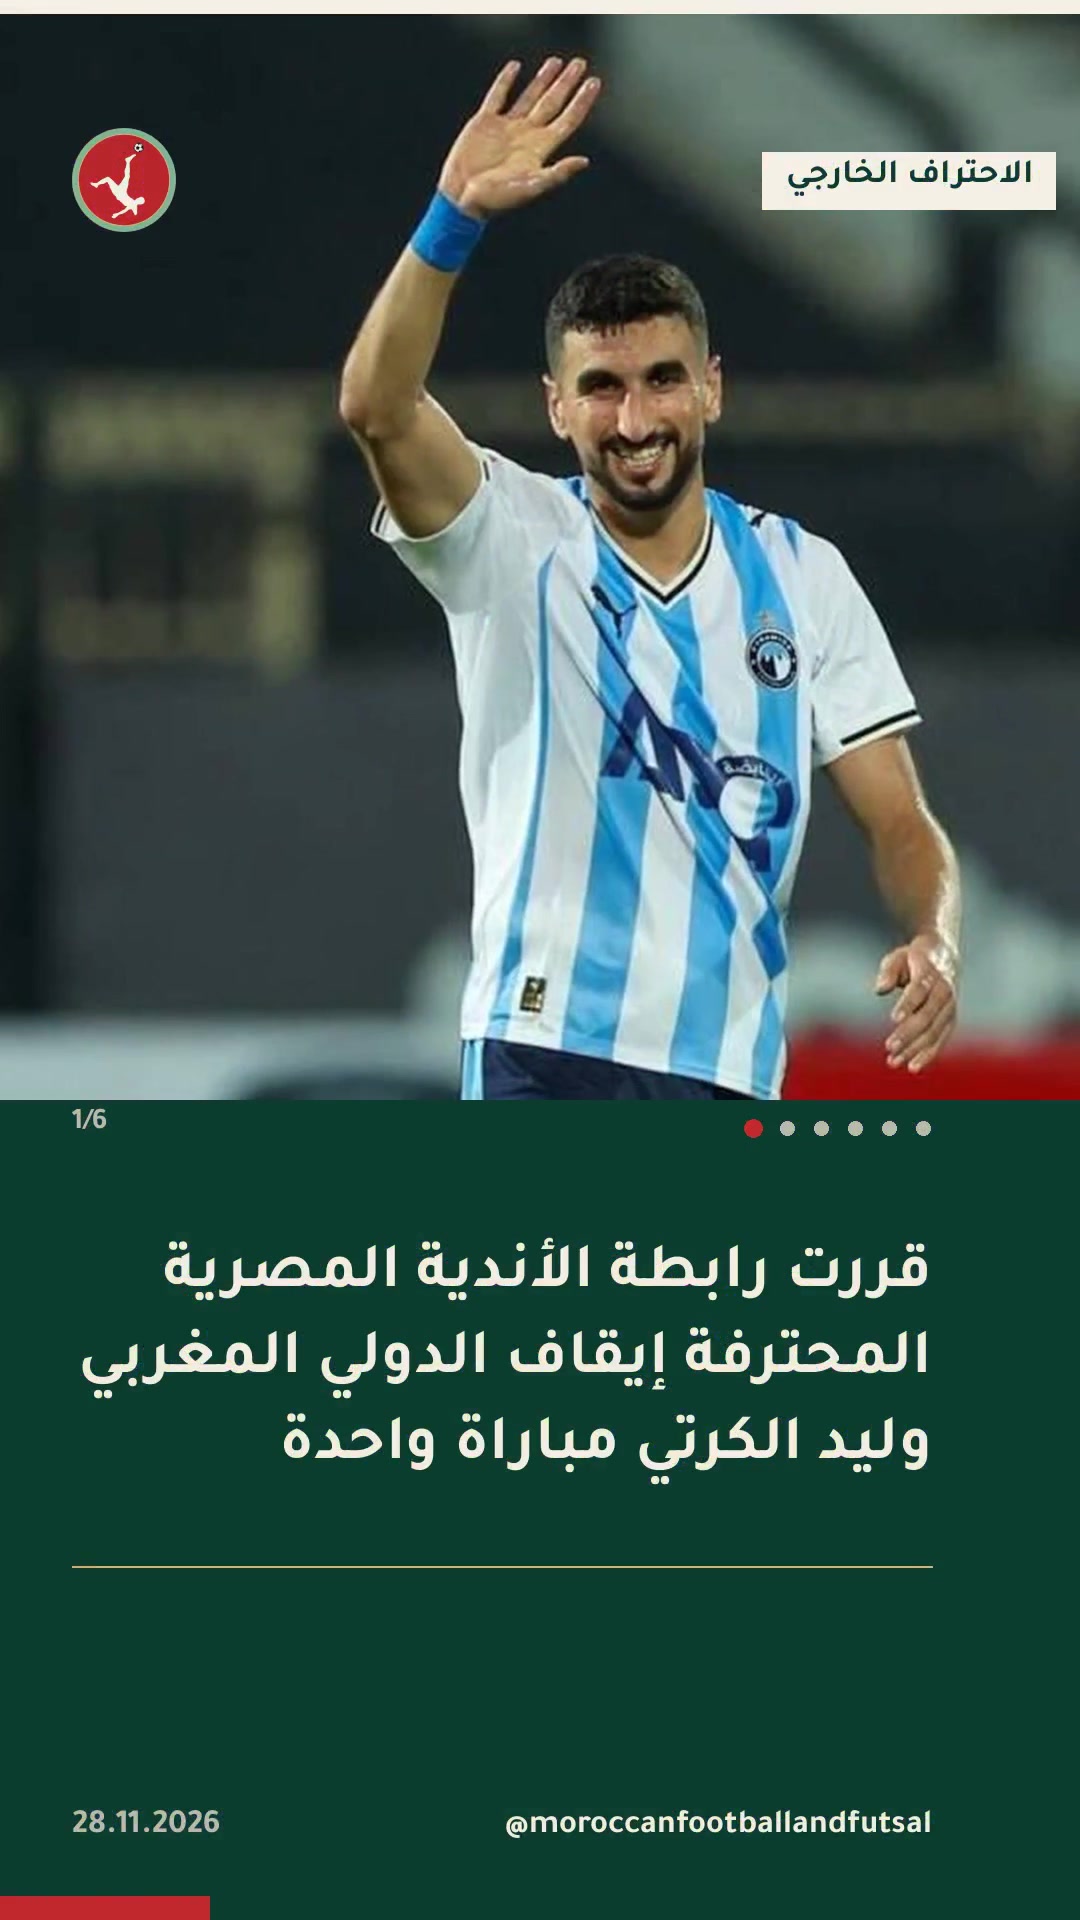 الاحتراف الخارجي
1/6
قررت رابطة الأندية المصرية
المحترفة إيقاف الدولي المغربي
وليد الكرتي مباراة واحدة
28.11.2026
@moroccanfootballandfutsal